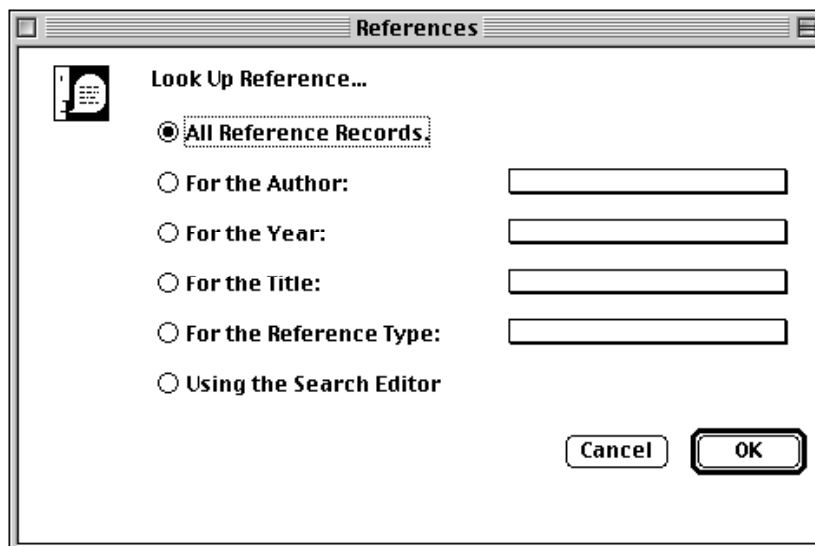 References
Look Up Reference...
All Reference Records.
For the Author:
For the Year:
For the Title:
For the Reference Type:
Using the Search Editor
Cancel
OK